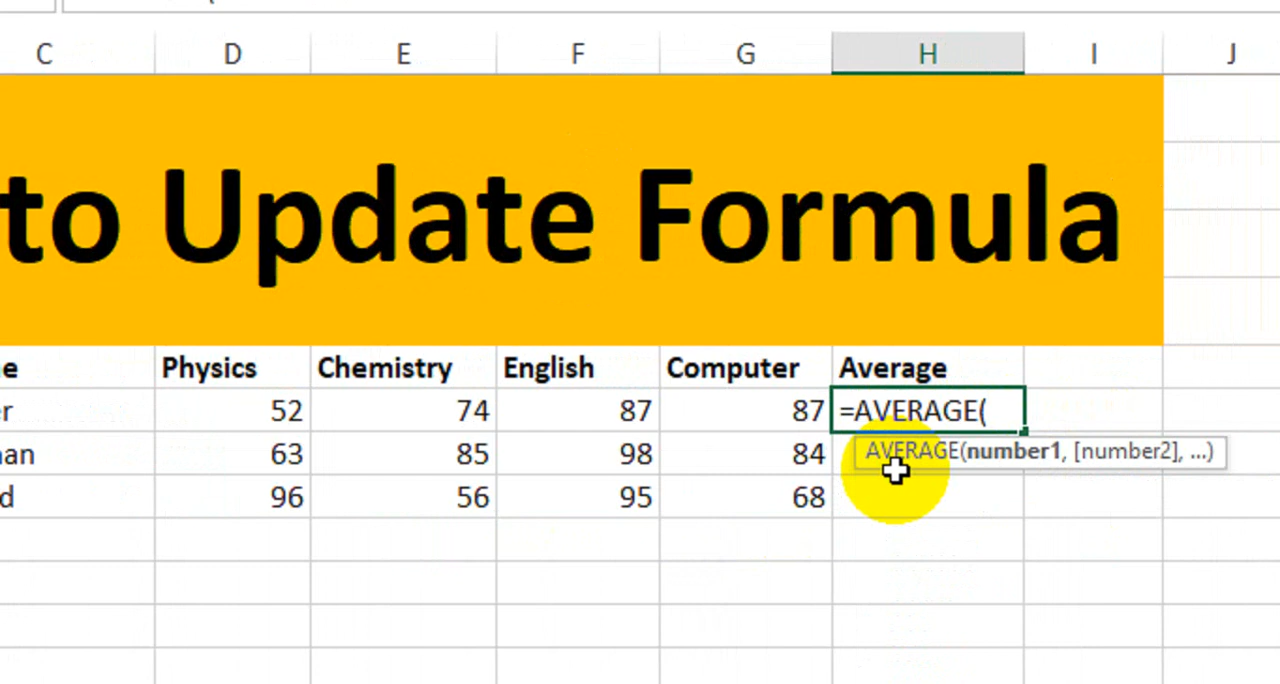 C D E F G H I J
to Update Formula
e Physics Chemistry English Computer Average
r 52 74 87 87 =AVERAGE(
an 63 85 98 84 AVERAGE(number1, [number2], ...)
d 96 56 95 68